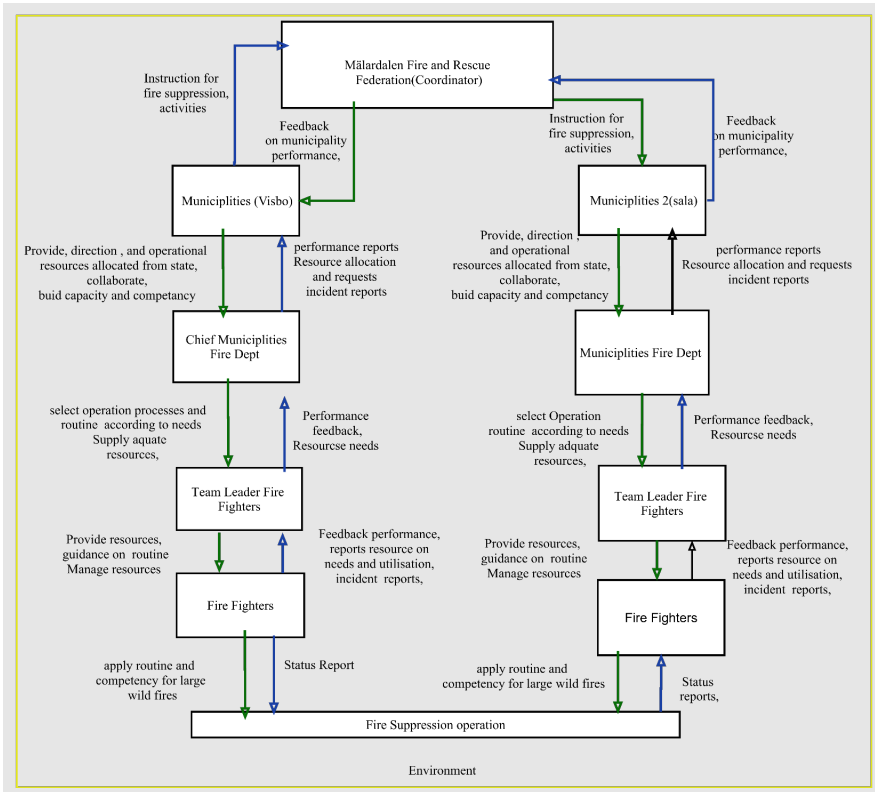 Mälardalen Fire and Rescue
Federation(Coordinator)
Instruction for
fire suppression,
activities
Feedback
on municipality
performance,
Instruction for
fire suppression,
activities
Feedback
on municipality
performance,
Municiplities (Visbo)
Municiplities 2(sala)
Provide, direction , and operational
resources allocated from state,
collaborate,
buid capacity and competancy
performance reports
Resource allocation
and requests
incident reports
Provide, direction ,
and operational
resources allocated from state,
collaborate,
buid capacity and competancy
performance reports
Resource allocation and requests
incident reports
Chief Municiplities
Fire Dept
Municiplities Fire Dept
select operation processes and
routine according to needs
Supply aquate
resources,
Performance
feedback,
Resourcse needs
select Operation
routine according to needs
Supply adquate
resources,
Performance feedback,
Resourcse needs
Team Leader Fire
Fighters
Team Leader Fire
Fighters
Provide resources,
guidance on routine
Manage resources
Feedback performance,
reports resource on
needs and utilisation,
incident reports,
Provide resources,
guidance on routine
Manage resources
Feedback performance,
reports resource on
needs and utilisation,
incident reports,
Fire Fighters
Fire Fighters
apply routine and
competency for large
wild fires
Status Report
apply routine and
competency for large wild fires
Status
reports,
Fire Suppression operation
Environment